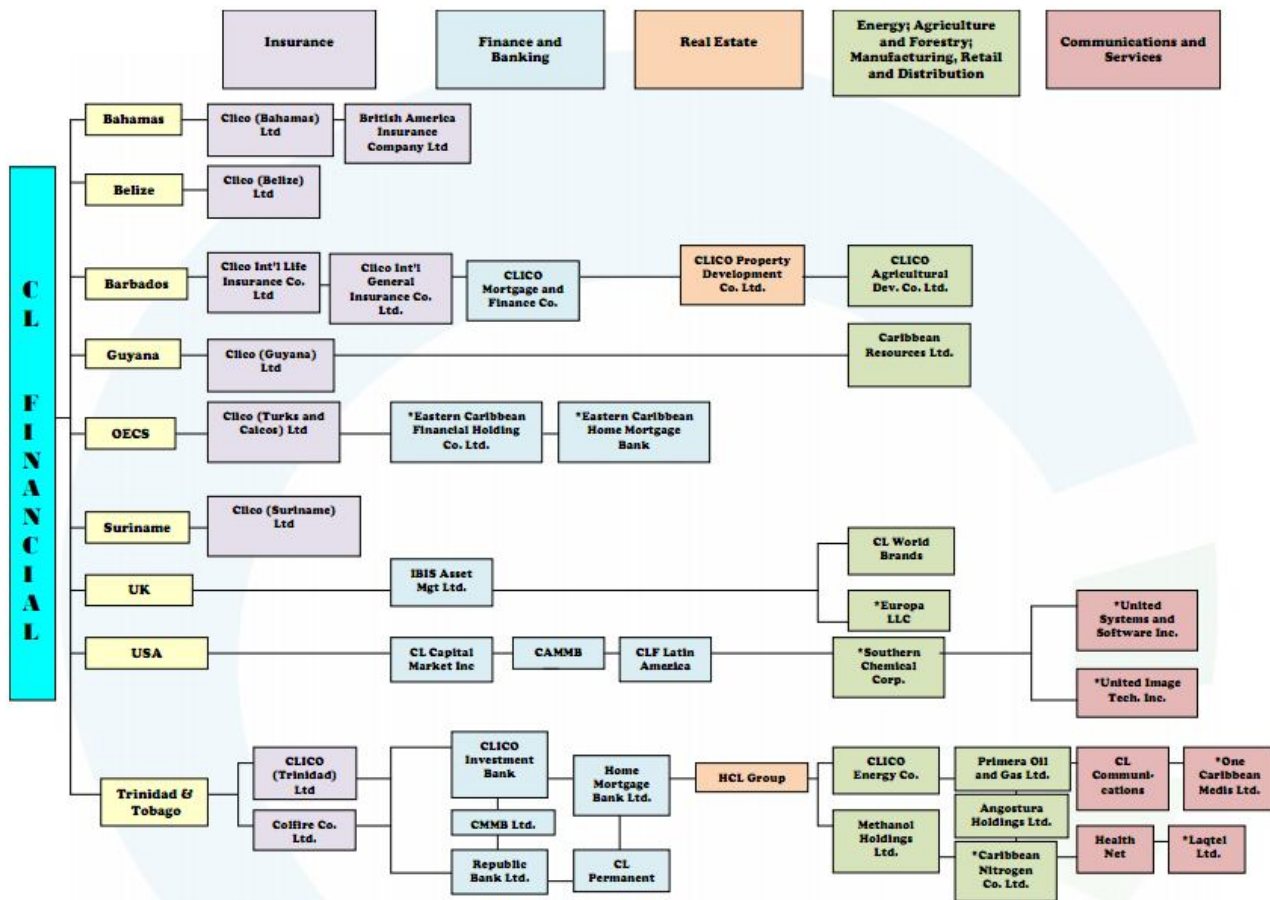 Insurance
Finance and
Banking
Real Estate
Energy; Agriculture
and Forestry;
Manufacturing, Retail
and Distribution
Communications and
Services
CL FINANCIAL
Bahamas
Clico (Bahamas)
Ltd
British America
Insurance
Company Ltd
Belize
Clico (Belize)
Ltd
Barbados
Clico Int'l Life
Insurance Co.
Ltd
Clico Int'l
General
Insurance Co.
Ltd.
CLICO
Mortgage and
Finance Co.
CLICO Property
Development
Co. Ltd.
CLICO
Agricultural
Dev. Co. Ltd.
Guyana
Clico (Guyana)
Ltd
Caribbean
Resources Ltd.
OECS
Clico (Turks and
Caicos) Ltd
*Eastern Caribbean
Financial Holding
Co. Ltd.
*Eastern Caribbean
Home Mortgage
Bank
Suriname
Clico (Suriname)
Ltd
UK
IBIS Asset
Mgt Ltd.
CL World
Brands
*Europa
LLC
USA
CL Capital
Market Inc
CAMMB
CLF Latin
America
*Southern
Chemical
Corp.
*United
Systems and
Software Inc.
*United Image
Tech. Inc.
Trinidad &
Tobago
CLICO
(Trinidad)
Ltd
Colfire Co.
Ltd.
CLICO
Investment
Bank
CMMB Ltd.
Republic
Bank Ltd.
Home
Mortgage
Bank Ltd.
CL
Permanent
HCL Group
CLICO
Energy Co.
Methanol
Holdings
Ltd.
Primera Oil
and Gas Ltd.
Angostura
Holdings Ltd.
*Caribbean
Nitrogen
Co. Ltd.
CL
Communi-
cations
*One
Caribbean
Medis Ltd.
Health
Net
*Laqtel
Ltd.